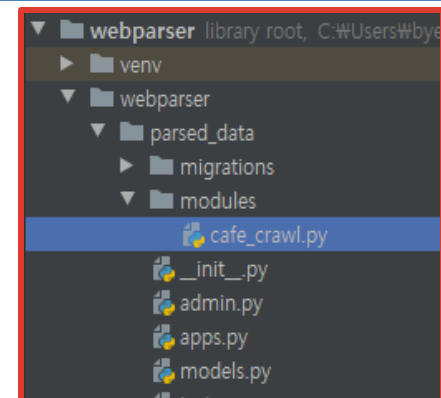 webparser library root, C:₩Users₩bye
venv
webparser
parsed_data
migrations
modules
cafe_crawl.py
__init__.py
admin.py
apps.py
models.py